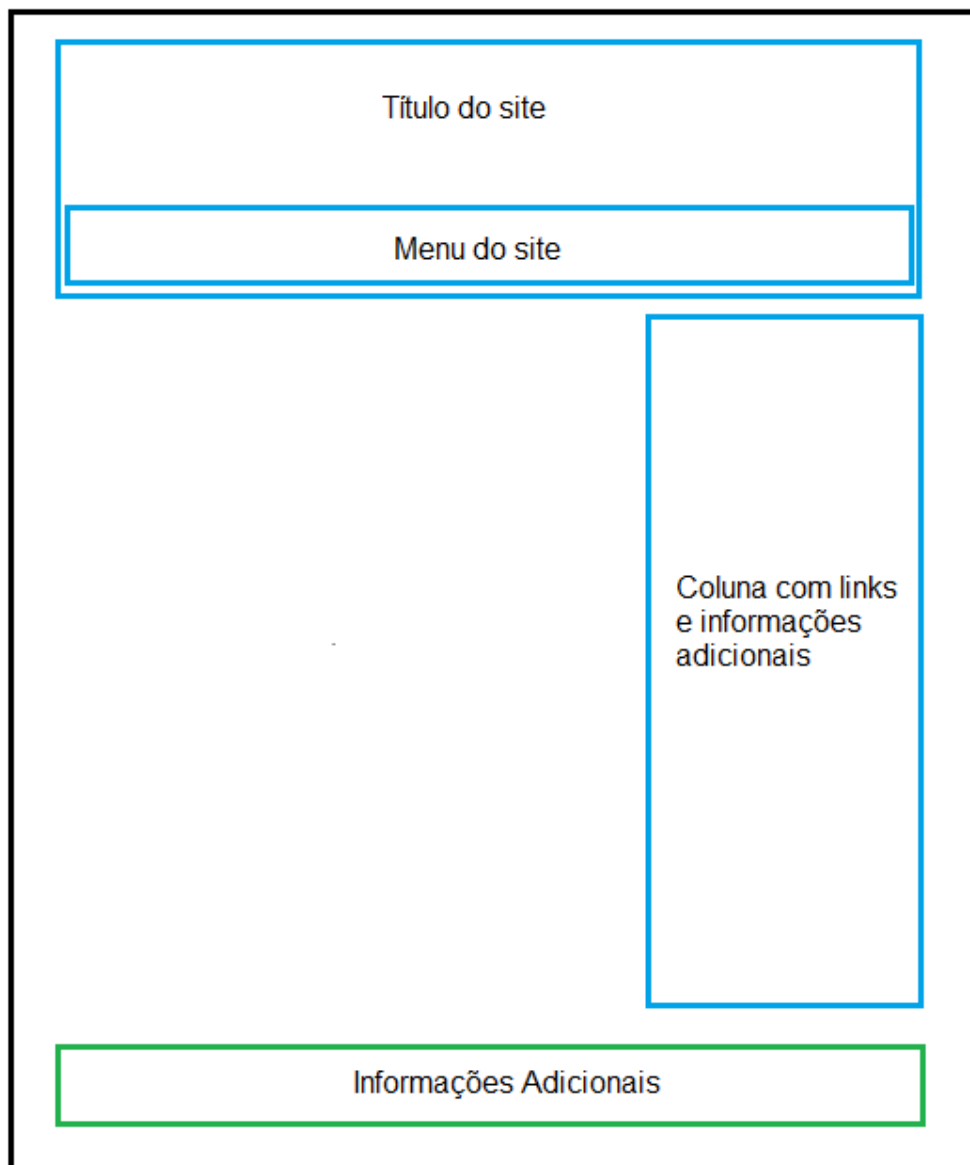 Título do site
Menu do site
Coluna com links
e informações
adicionais
Informações Adicionais